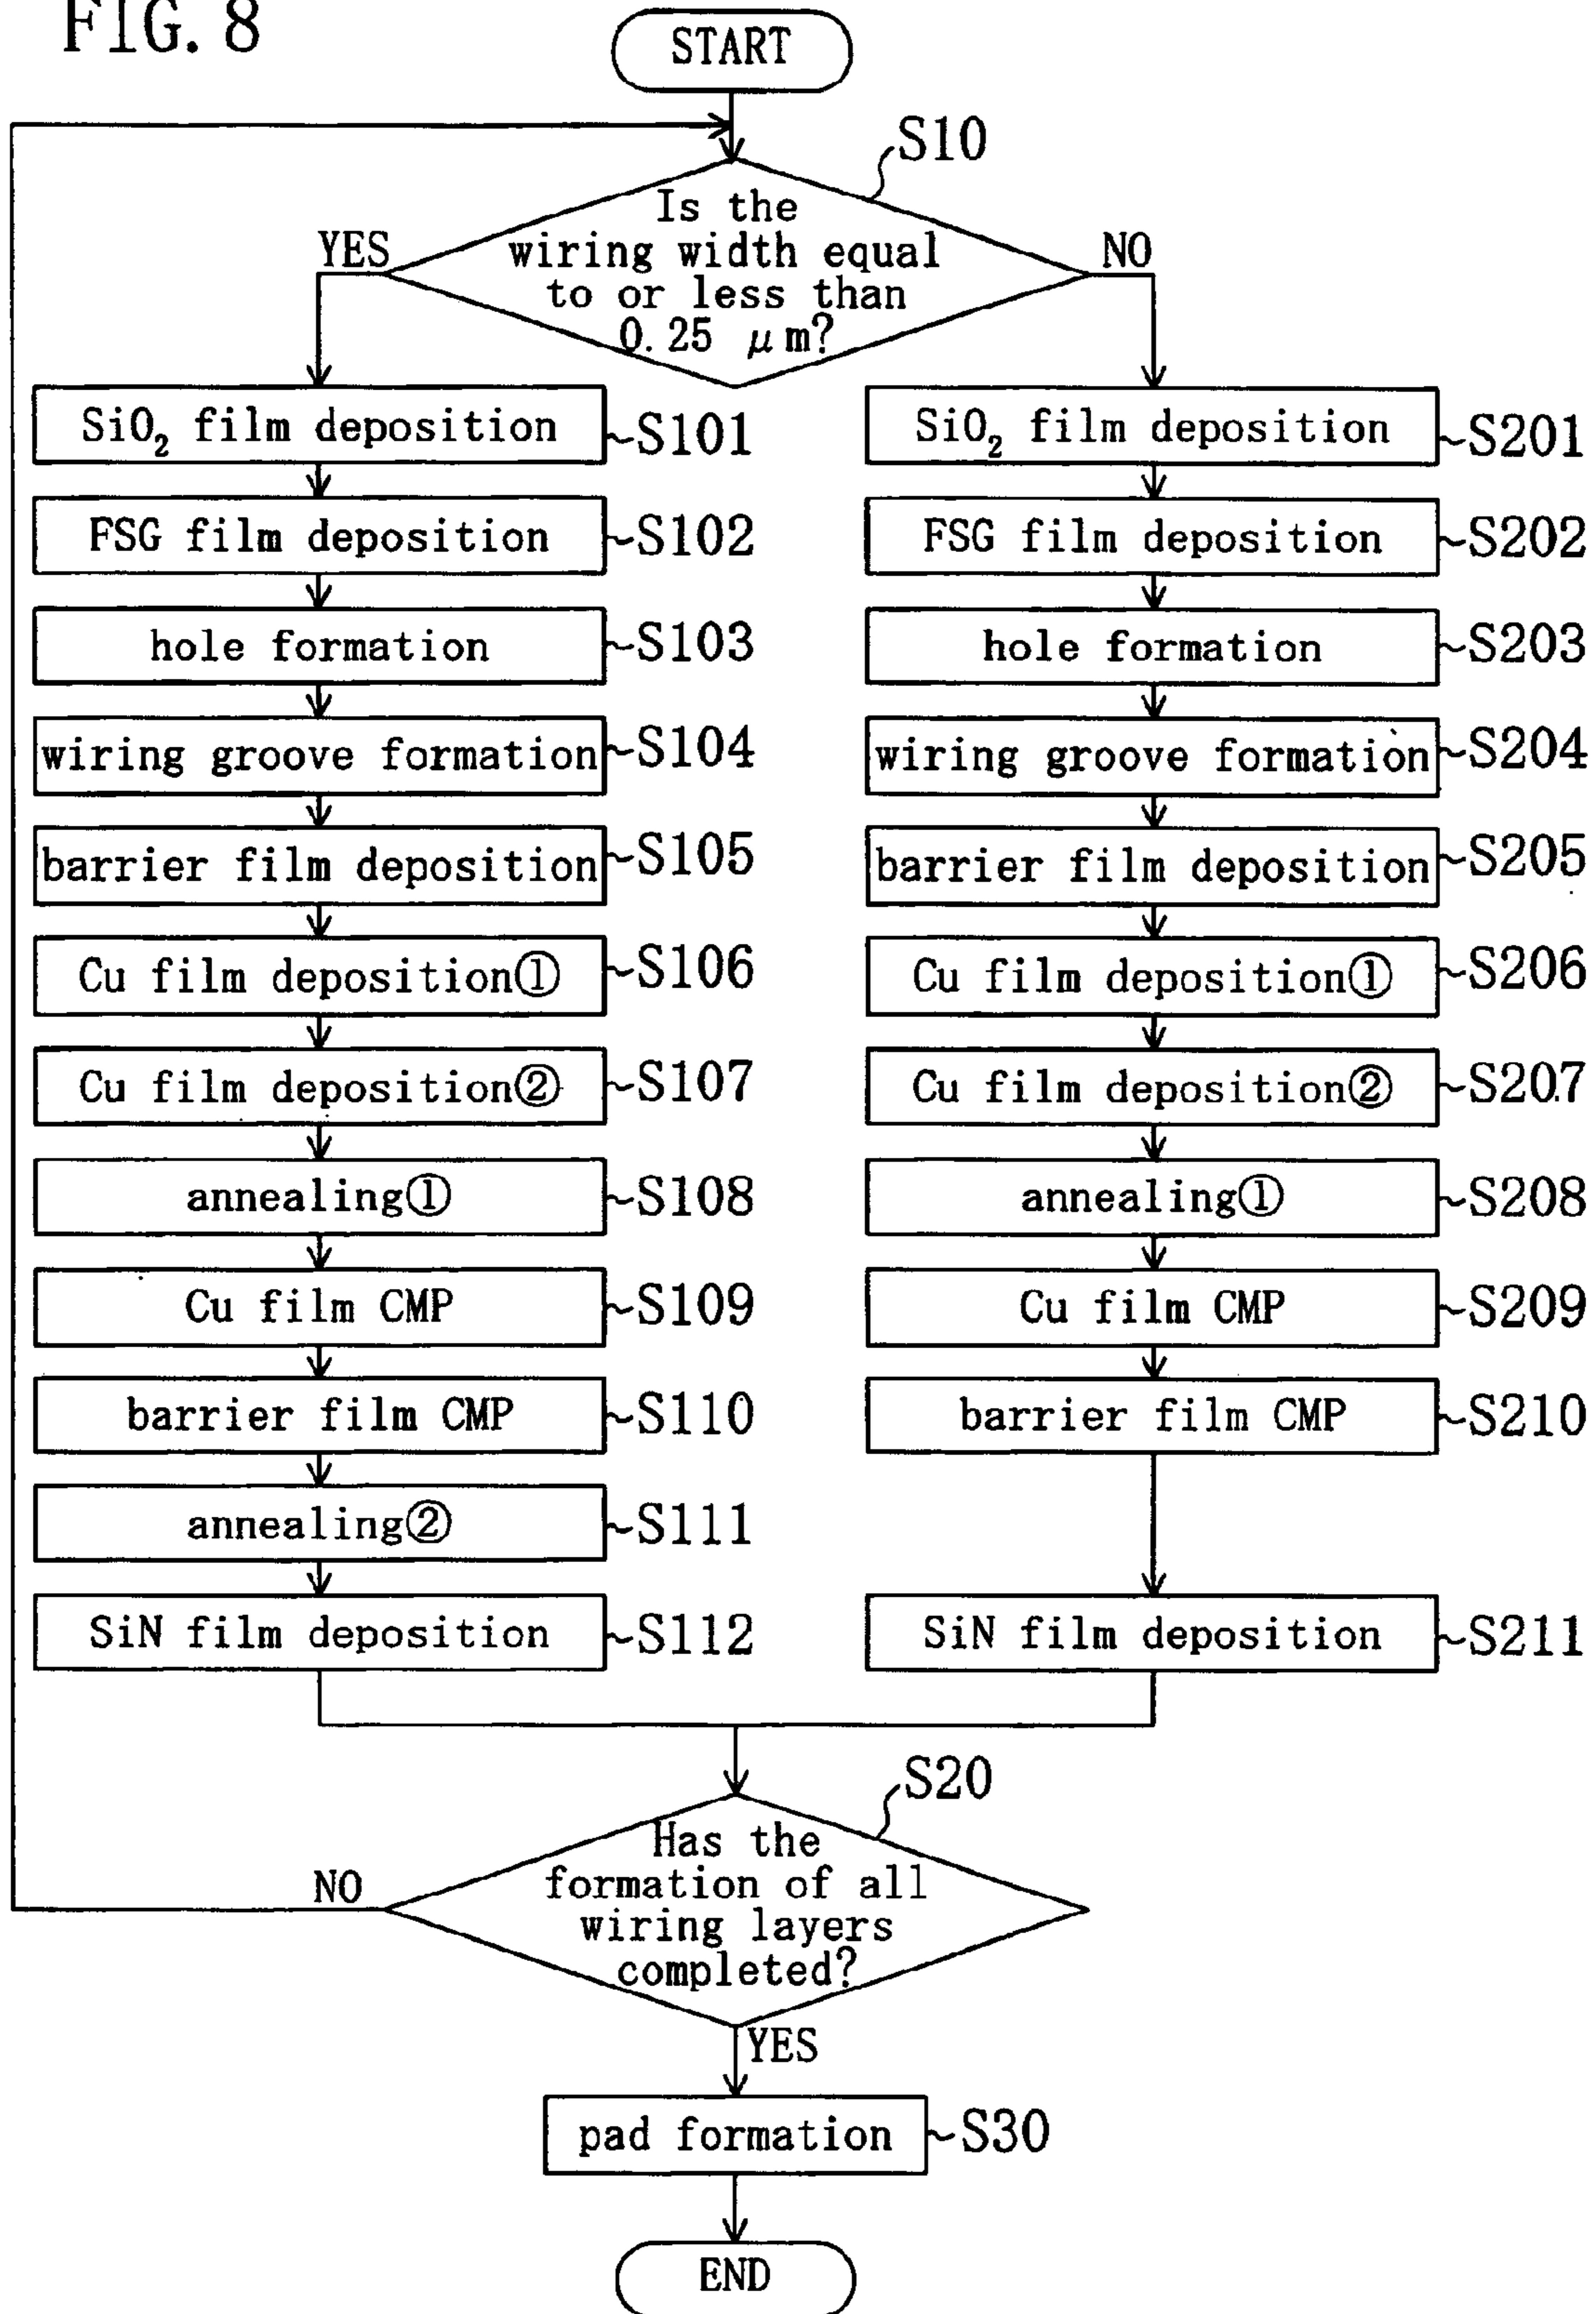 FIG. 8
START
S10
Is the
wiring width equal
to or less than
0.25 μm?
YES
NO
SiO₂ film deposition
S101
FSG film deposition
S102
hole formation
S103
wiring groove formation
S104
barrier film deposition
S105
Cu film deposition①
S106
Cu film deposition②
S107
annealing①
S108
Cu film CMP
S109
barrier film CMP
S110
annealing②
S111
SiN film deposition
S112
SiO₂ film deposition
S201
FSG film deposition
S202
hole formation
S203
wiring groove formation
S204
barrier film deposition
S205
Cu film deposition①
S206
Cu film deposition②
S207
annealing①
S208
Cu film CMP
S209
barrier film CMP
S210
SiN film deposition
S211
S20
Has the
formation of all
wiring layers
completed?
NO
YES
pad formation
S30
END